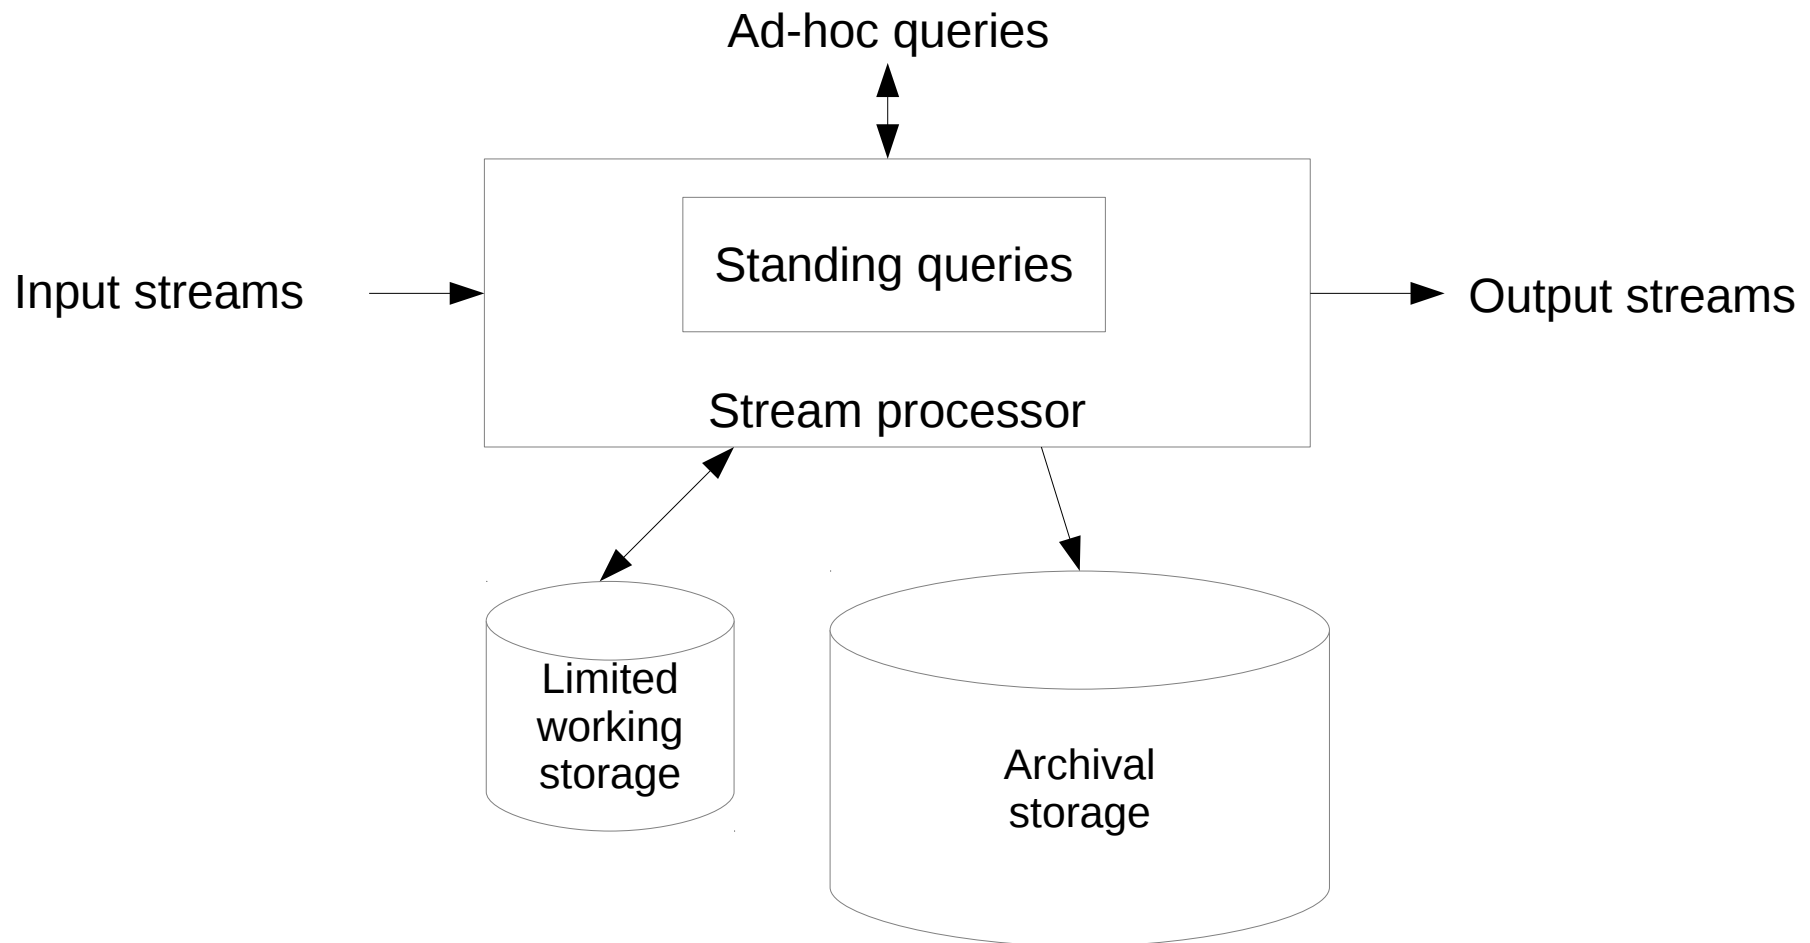 Ad-hoc queries
Standing queries
Input streams
Output streams
Stream processor
Limited
working
storage
Archival
storage